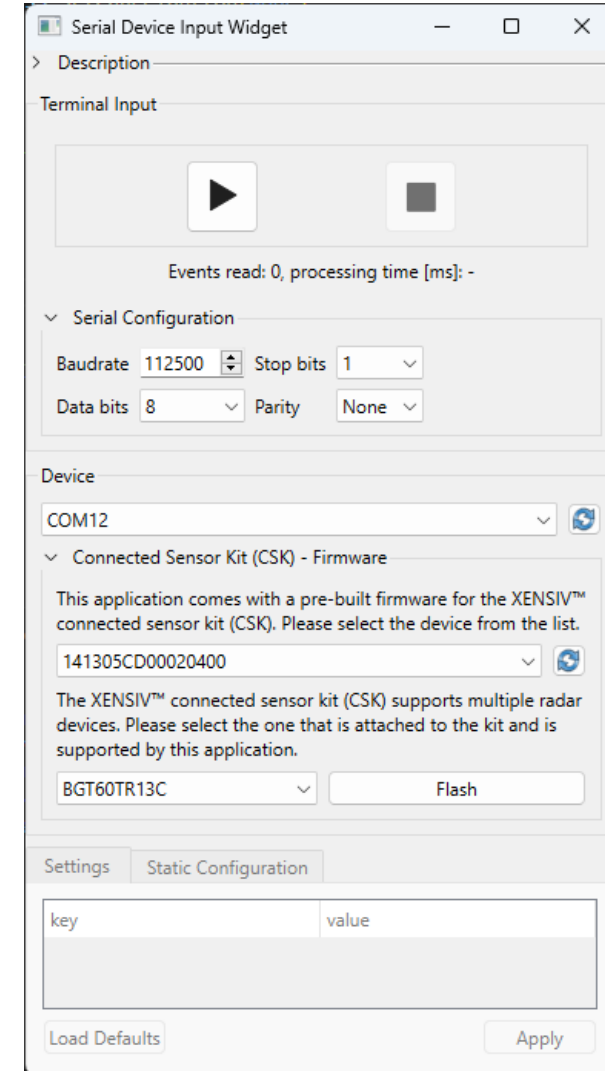 Serial Device Input Widget
Description
Terminal Input
Events read: 0, processing time [ms]: -
Serial Configuration
Baudrate 112500 Stop bits 1
Data bits 8 Parity None
Device
COM12
Connected Sensor Kit (CSK) - Firmware
This application comes with a pre-built firmware for the XENSIV™
connected sensor kit (CSK). Please select the device from the list.
141305CD00020400
The XENSIV™ connected sensor kit (CSK) supports multiple radar
devices. Please select the one that is attached to the kit and is
supported by this application.
BGT60TR13C Flash
Settings Static Configuration
key value
Load Defaults Apply